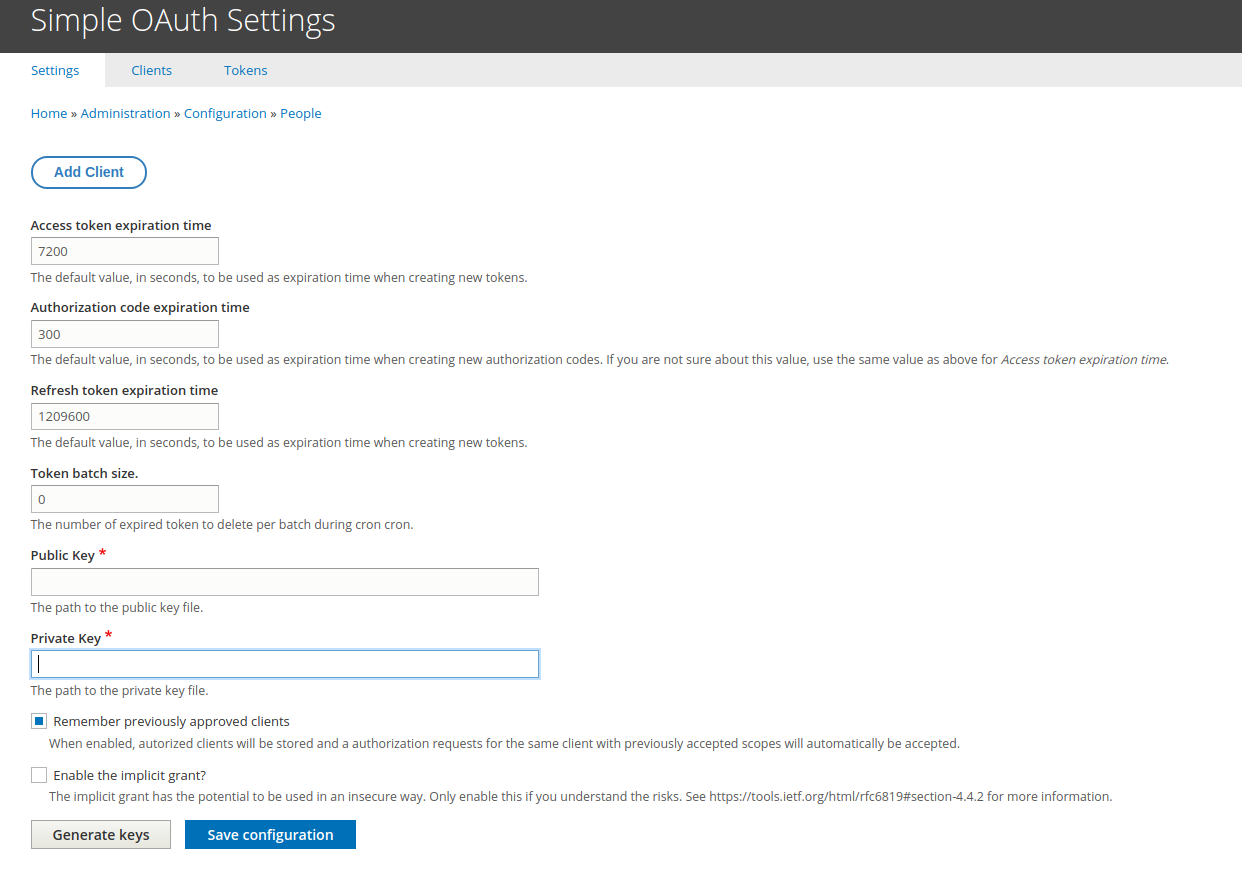 Simple OAuth Settings
Settings Clients Tokens
Home » Administration » Configuration » People
Add Client
Access token expiration time
7200
The default value, in seconds, to be used as expiration time when creating new tokens.
Authorization code expiration time
300
The default value, in seconds, to be used as expiration time when creating new authorization codes. If you are not sure about this value, use the same value as above for Access token expiration time.
Refresh token expiration time
1209600
The default value, in seconds, to be used as expiration time when creating new tokens.
Token batch size.
0
The number of expired token to delete per batch during cron cron.
Public Key *
The path to the public key file.
Private Key *
The path to the private key file.
Remember previously approved clients
When enabled, autorized clients will be stored and a authorization requests for the same client with previously accepted scopes will automatically be accepted.
Enable the implicit grant?
The implicit grant has the potential to be used in an insecure way. Only enable this if you understand the risks. See https://tools.ietf.org/html/rfc6819#section-4.4.2 for more information.
Generate keys Save configuration